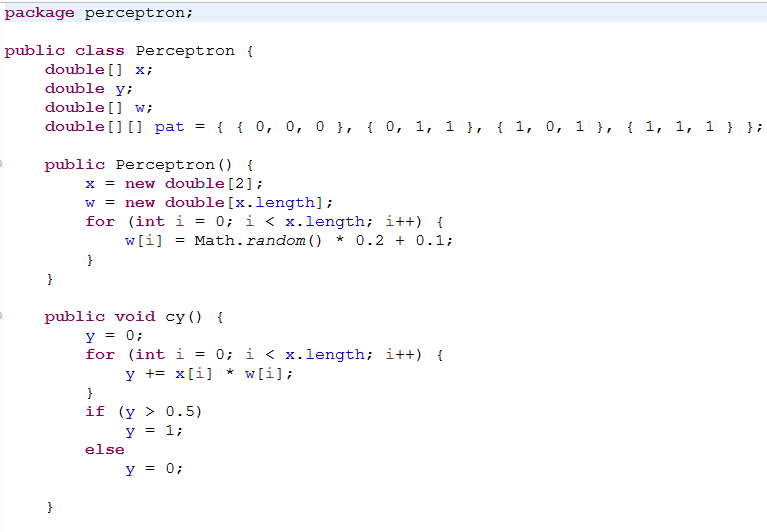 package perceptron;
public class Perceptron {
double[] x;
double y;
double[] w;
double[][] pat = { { 0, 0, 0 }, { 0, 1, 1 }, { 1, 0, 1 }, { 1, 1, 1 } };
public Perceptron() {
x = new double[2];
w = new double[x.length];
for (int i = 0; i < x.length; i++) {
w[i] = Math.random() * 0.2 + 0.1;
}
}
public void cy() {
y = 0;
for (int i = 0; i < x.length; i++) {
y += x[i] * w[i];
}
if (y > 0.5)
y = 1;
else
y = 0;
}